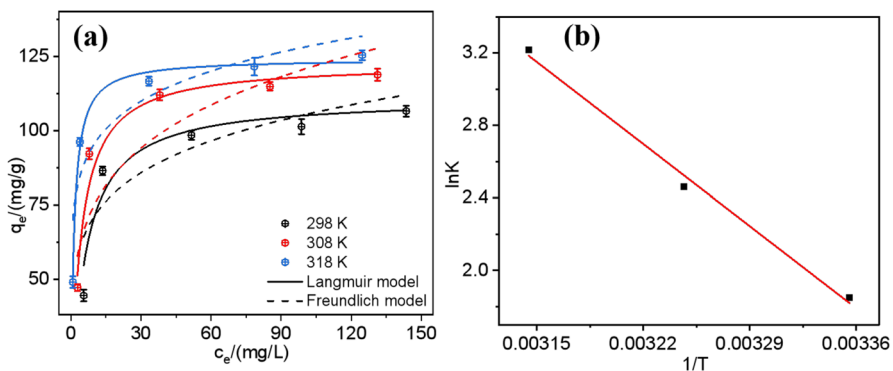 (a)
125
100
75
50
qe/(mg/g)
298 K
308 K
318 K
Langmuir model
Freundlich model
0 30 60 90 120 150
ce/(mg/L)
(b)
3.2
2.8
2.4
2.0
lnK
0.00315 0.00322 0.00329 0.00336
1/T